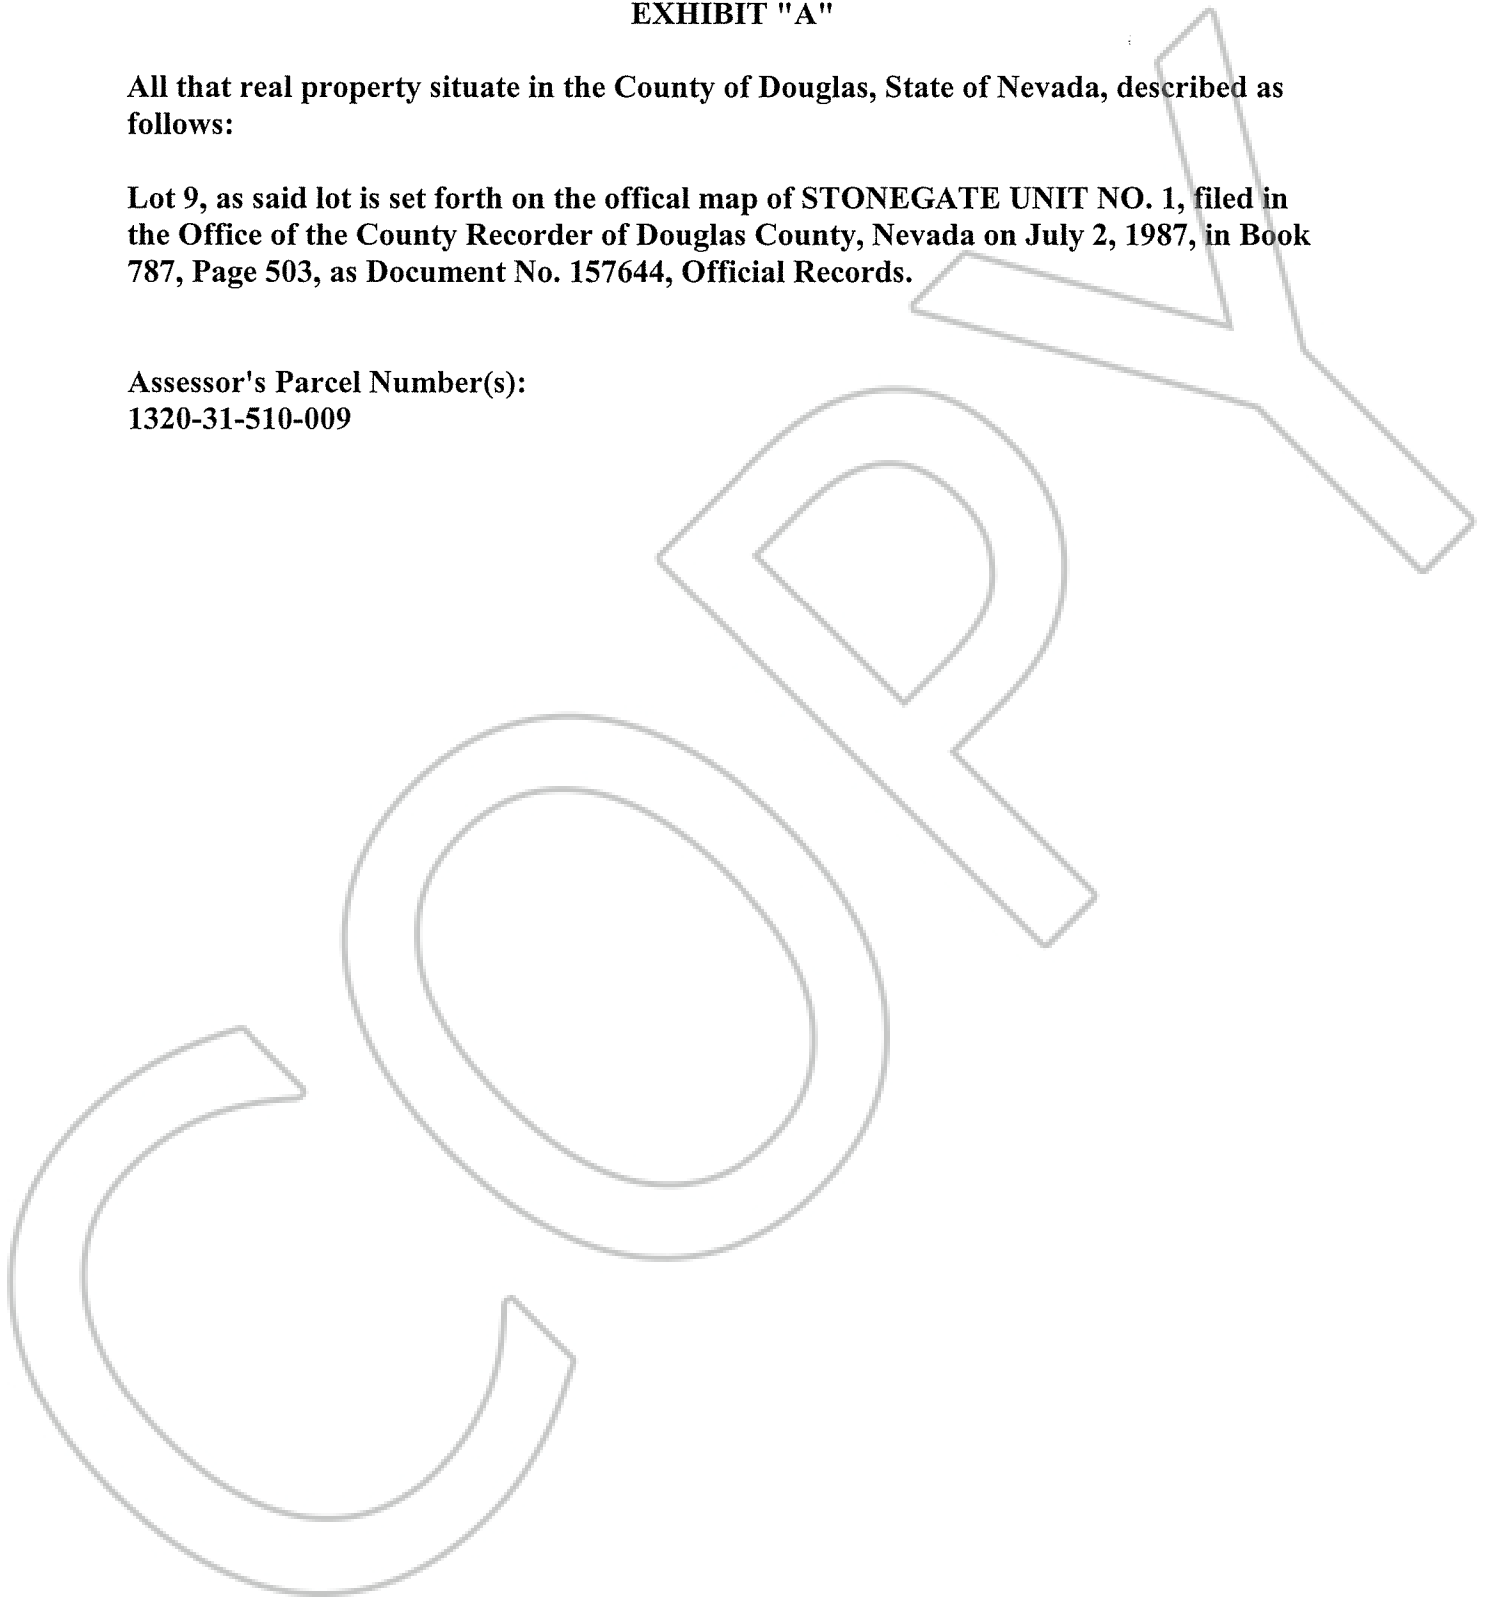 EXHIBIT "A"
All that real property situate in the County of Douglas, State of Nevada, described as
follows:
Lot 9, as said lot is set forth on the offical map of STONEGATE UNIT NO. 1, filed in
the Office of the County Recorder of Douglas County, Nevada on July 2, 1987, in Book
787, Page 503, as Document No. 157644, Official Records.
Assessor's Parcel Number(s):
1320-31-510-009
COPY